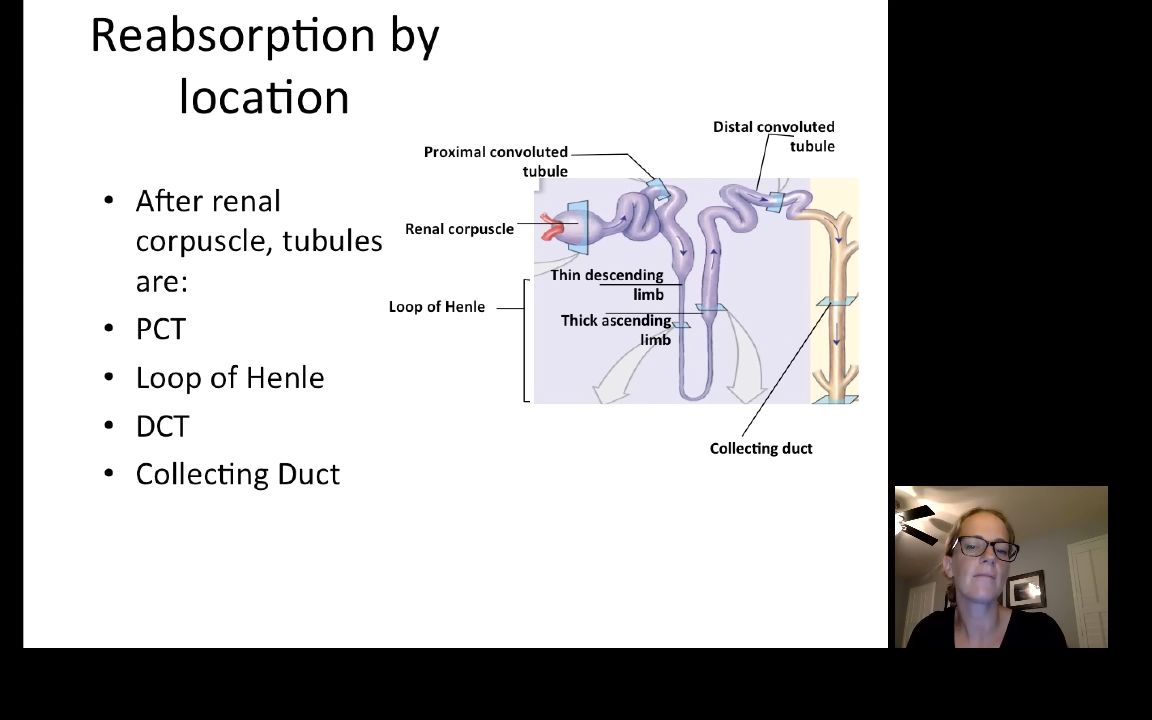 Reabsorption by
location
• After renal
corpuscle, tubules
are:
• PCT
• Loop of Henle
• DCT
• Collecting Duct
Distal convoluted
tubule
Proximal convoluted
tubule
Renal corpuscle
Thin descending
limb
Loop of Henle
Thick ascending
limb
Collecting duct